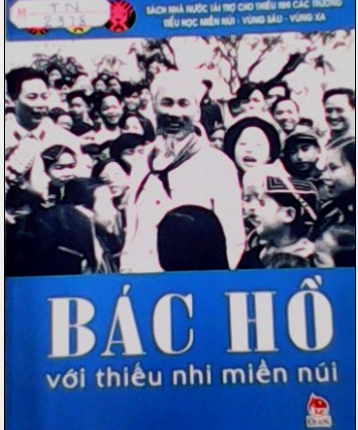 M TN
2378
SÁCH NHÀ NƯỚC TÀI TRỢ CHO THIẾU NHI CÁC TRƯỜNG
TIỂU HỌC MIỀN NÚI - VÙNG SÂU - VÙNG XA
BÁC HỒ
với thiếu nhi miền núi